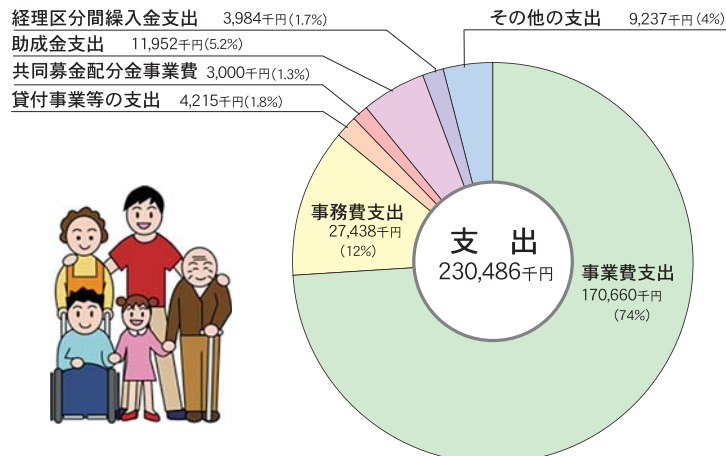 経理区分間繰入金支出 3,984千円(1.7%)
助成金支出 11,952千円(5.2%)
共同募金配分金事業費 3,000千円(1.3%)
貸付事業等の支出 4,215千円(1.8%)
その他の支出 9,237千円(4%)
事務費支出
27,438千円
(12%)
支 出
230,486千円
事業費支出
170,660千円
(74%)